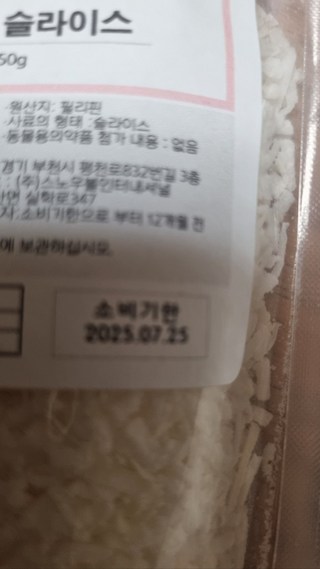 슬라이스
50g
·원산지: 필리핀
·사료의 형태 :슬라이스
·동물용의약품 첨가 내용 : 없음
경기 부천시 평천로832번길 3층
: (주)스노우볼인터내셔널
실학로347
자:소비기한으로 부터 12개월 전
에 보관하십시오.
소비기한
2025.07.25